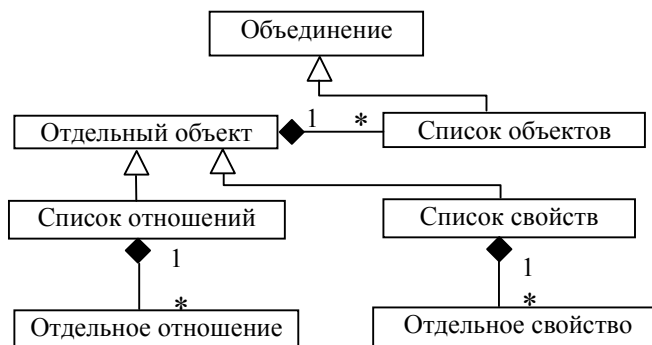 Объединение
Отдельный объект
1
*
Список объектов
Список отношений
Список свойств
1
1
*
*
Отдельное отношение
Отдельное свойство